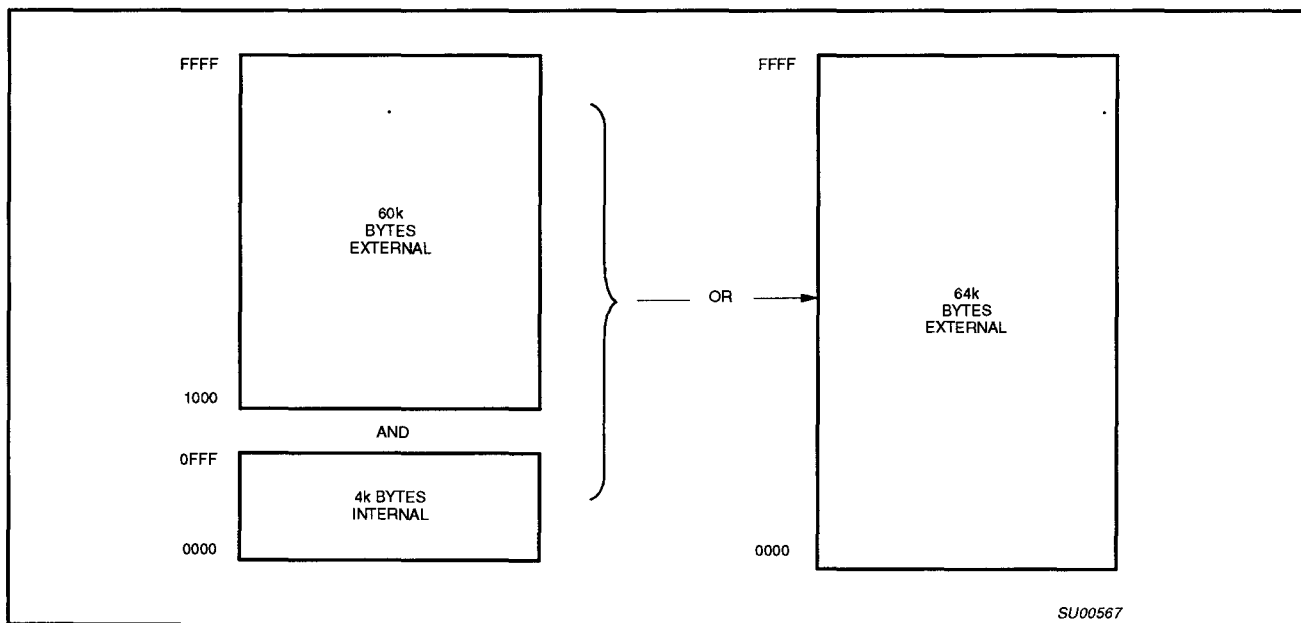 FFFF
60k
BYTES
EXTERNAL
1000
AND
0FFF
4k BYTES
INTERNAL
0000
OR
FFFF
64k
BYTES
EXTERNAL
0000
SU00567